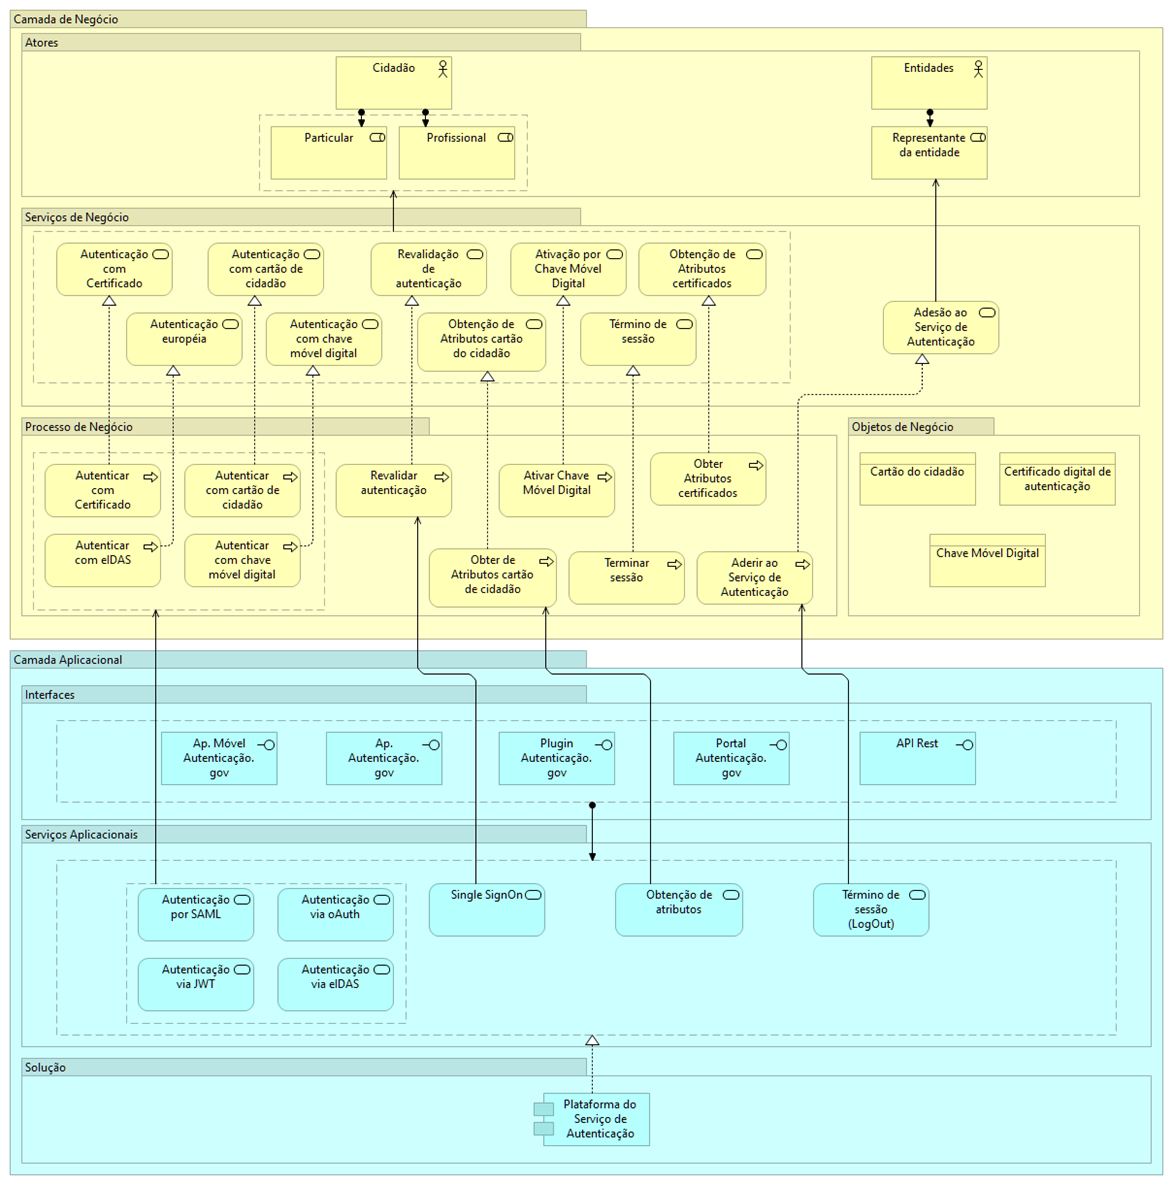 Camada de Negócio
Atores
Cidadão
Entidades
Particular
Profissional
Representante
da entidade
Serviços de Negócio
Autenticação
com
Certificado
Autenticação
com cartão de
cidadão
Revalidação
de
autenticação
Ativação por
Chave Móvel
Digital
Obtenção de
Atributos
certificados
Autenticação
européia
Autenticação
com chave
móvel digital
Obtenção de
Atributos cartão
do cidadão
Término de
sessão
Adesão ao
Serviço de
Autenticação
Processo de Negócio
Objetos de Negócio
Autenticar
com
Certificado
Autenticar
com cartão de
cidadão
Revalidar
autenticação
Ativar Chave
Móvel Digital
Obter
Atributos
certificados
Cartão do cidadão
Certificado digital de
autenticação
Autenticar
com eIDAS
Autenticar
com chave
móvel digital
Obter de
Atributos cartão
de cidadão
Terminar
sessão
Aderir ao
Serviço de
Autenticação
Chave Móvel Digital
Camada Aplicacional
Interfaces
Ap. Móvel
Autenticação.
gov
Ap.
Autenticação.
gov
Plugin
Autenticação.
gov
Portal
Autenticação.
gov
API Rest
Serviços Aplicacionais
Autenticação
por SAML
Autenticação
via oAuth
Single SignOn
Obtenção de
atributos
Término de
sessão
(LogOut)
Autenticação
via JWT
Autenticação
via eIDAS
Solução
Plataforma do
Serviço de
Autenticação